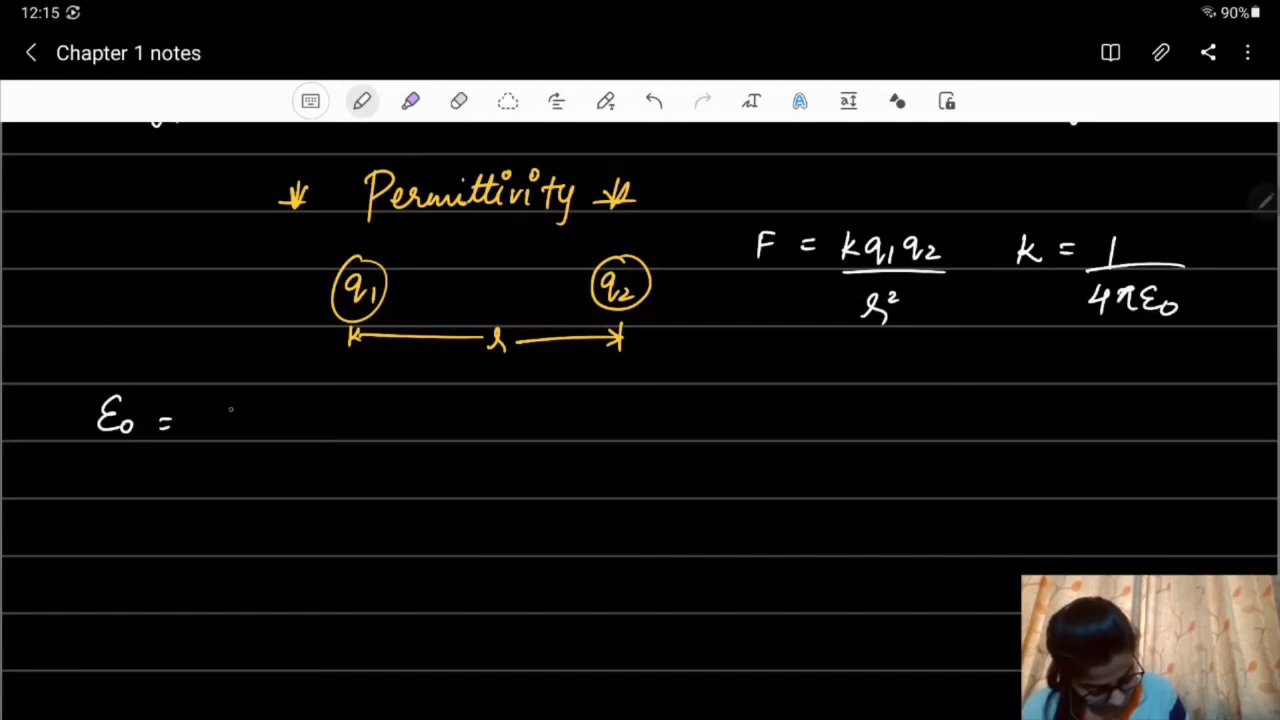 12:15 90%
Chapter 1 notes
Permittivity
F = kq₁q₂ / r² k = 1 / 4πε₀
q₁ q₂
r
ε₀ =